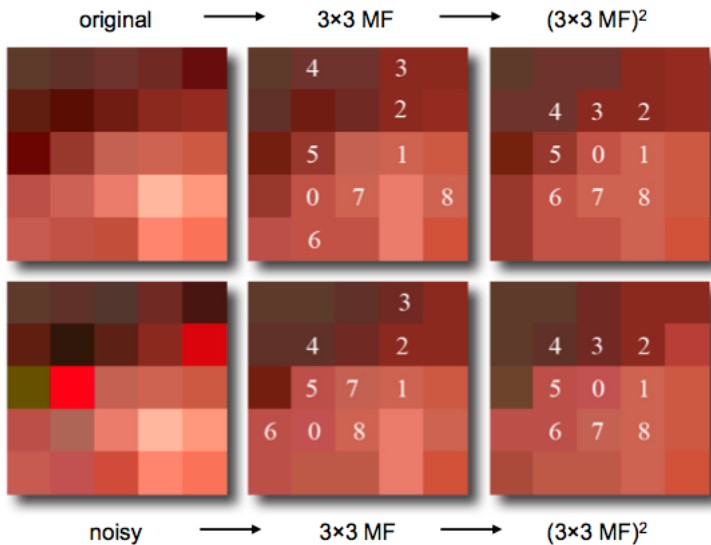 original → 3×3 MF → (3×3 MF)²
4 3
2
5 1
0 7 8
6
4 3 2
5 0 1
6 7 8
3
4 2
5 7 1
6 0 8
4 3 2
5 0 1
6 7 8
noisy → 3×3 MF → (3×3 MF)²